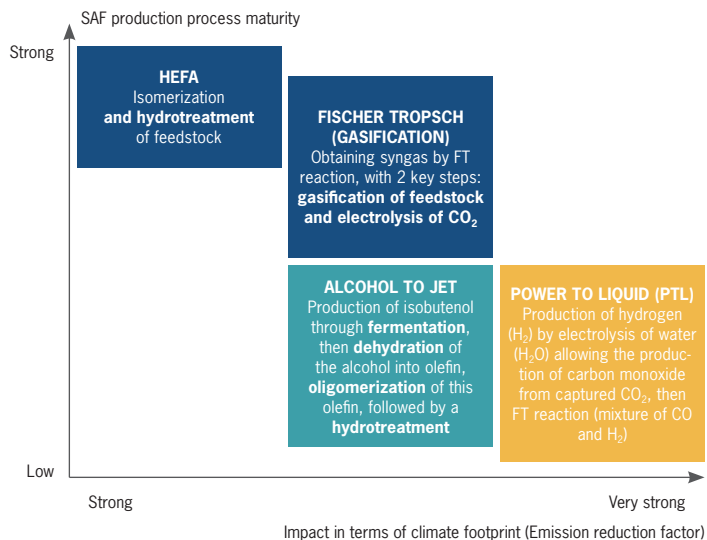 SAF production process maturity
Strong
HEFA
Isomerization
and hydrotreatment
of feedstock
FISCHER TROPSCH
(GASIFICATION)
Obtaining syngas by FT
reaction, with 2 key steps:
gasification of feedstock
and electrolysis of CO₂
ALCOHOL TO JET
Production of isobutenol
through fermentation,
then dehydration of
the alcohol into olefin,
oligomerization of this
olefin, followed by a
hydrotreatment
POWER TO LIQUID (PTL)
Production of hydrogen
(H₂) by electrolysis of water
(H₂O) allowing the produc-
tion of carbon monoxide
from captured CO₂, then
FT reaction (mixture of CO
and H₂)
Low
Strong
Very strong
Impact in terms of climate footprint (Emission reduction factor)